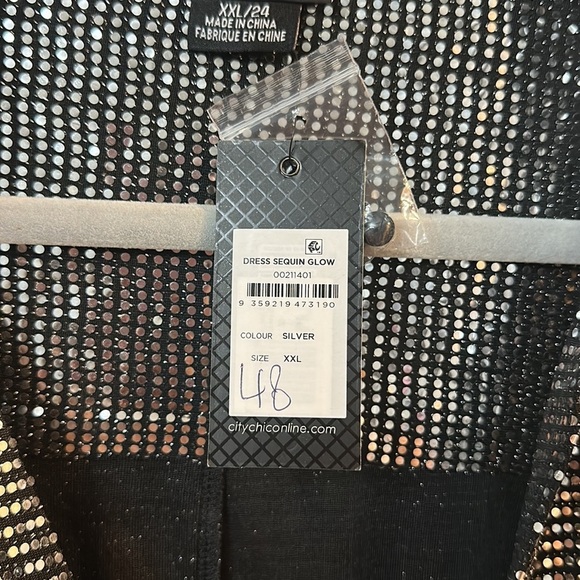 XXL/24
MADE IN CHINA
FABRIQUE EN CHINE
DRESS SEQUIN GLOW
00211401
9 359219 473190
COLOUR SILVER
SIZE XXL
48
citychiconline.com